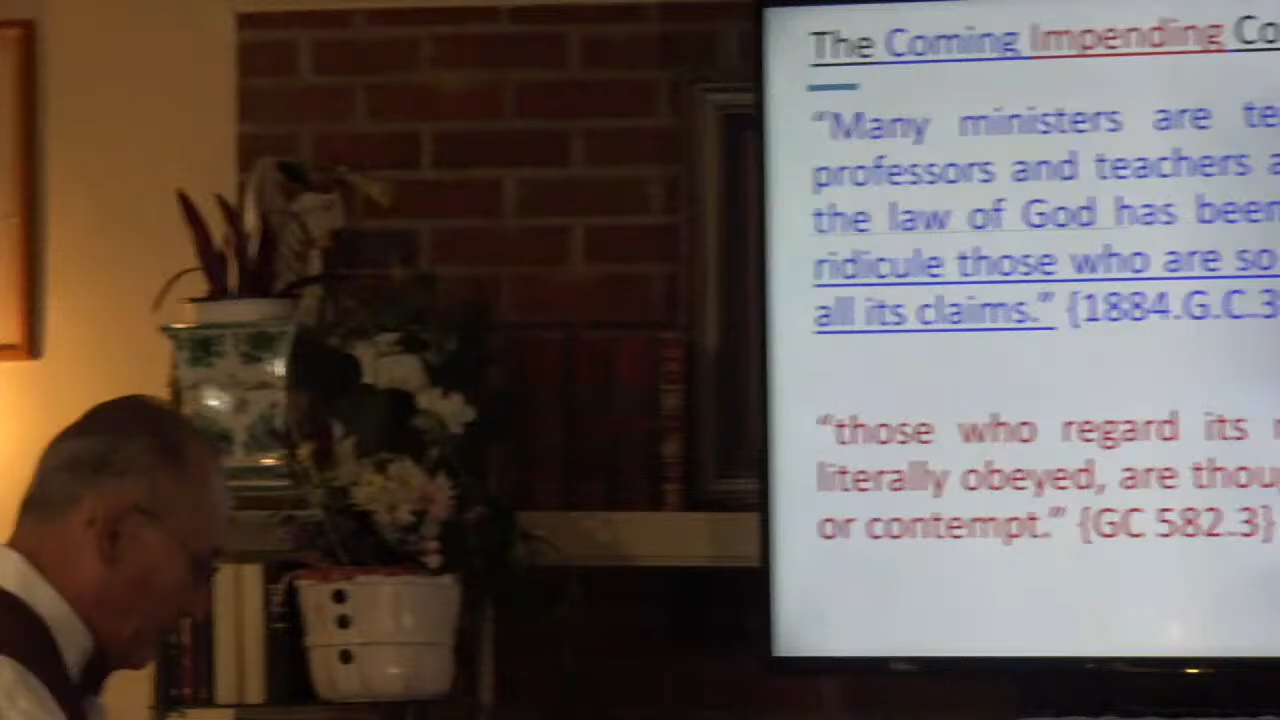 The Coming Impending Co
“Many ministers are te
professors and teachers a
the law of God has been
ridicule those who are so
all its claims.” {1884.G.C.3
“those who regard its
literally obeyed, are thou
or contempt.” {GC 582.3}